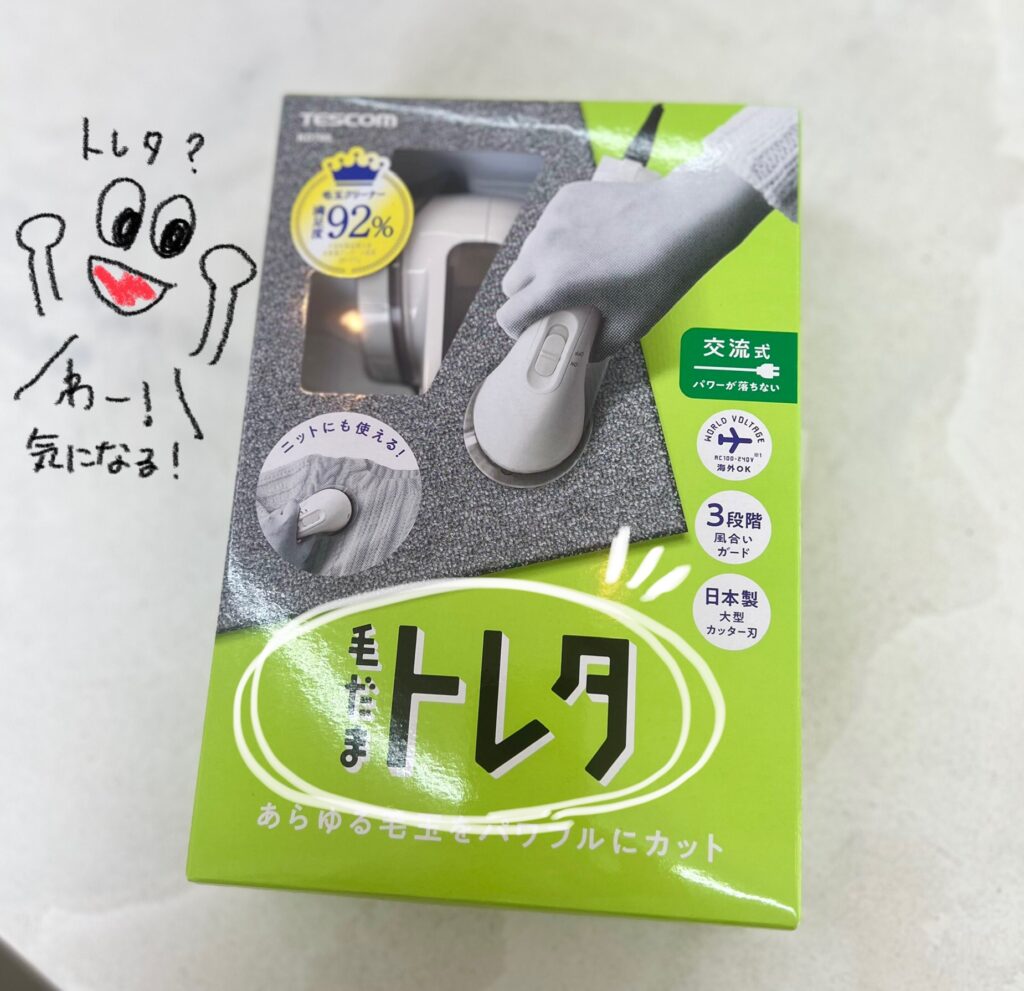 トレタ?
わー!
気になる!
TESCOM
毛玉クリーナー
満足度
92%
ニットにも使える!
交流式
パワーが落ちない
WORLD VOLTAGE
AC100-240V ※1
海外OK
3段階
風合い
ガード
日本製
大型
カッター刃
毛だまトレタ
あらゆる毛玉をパワフルにカット